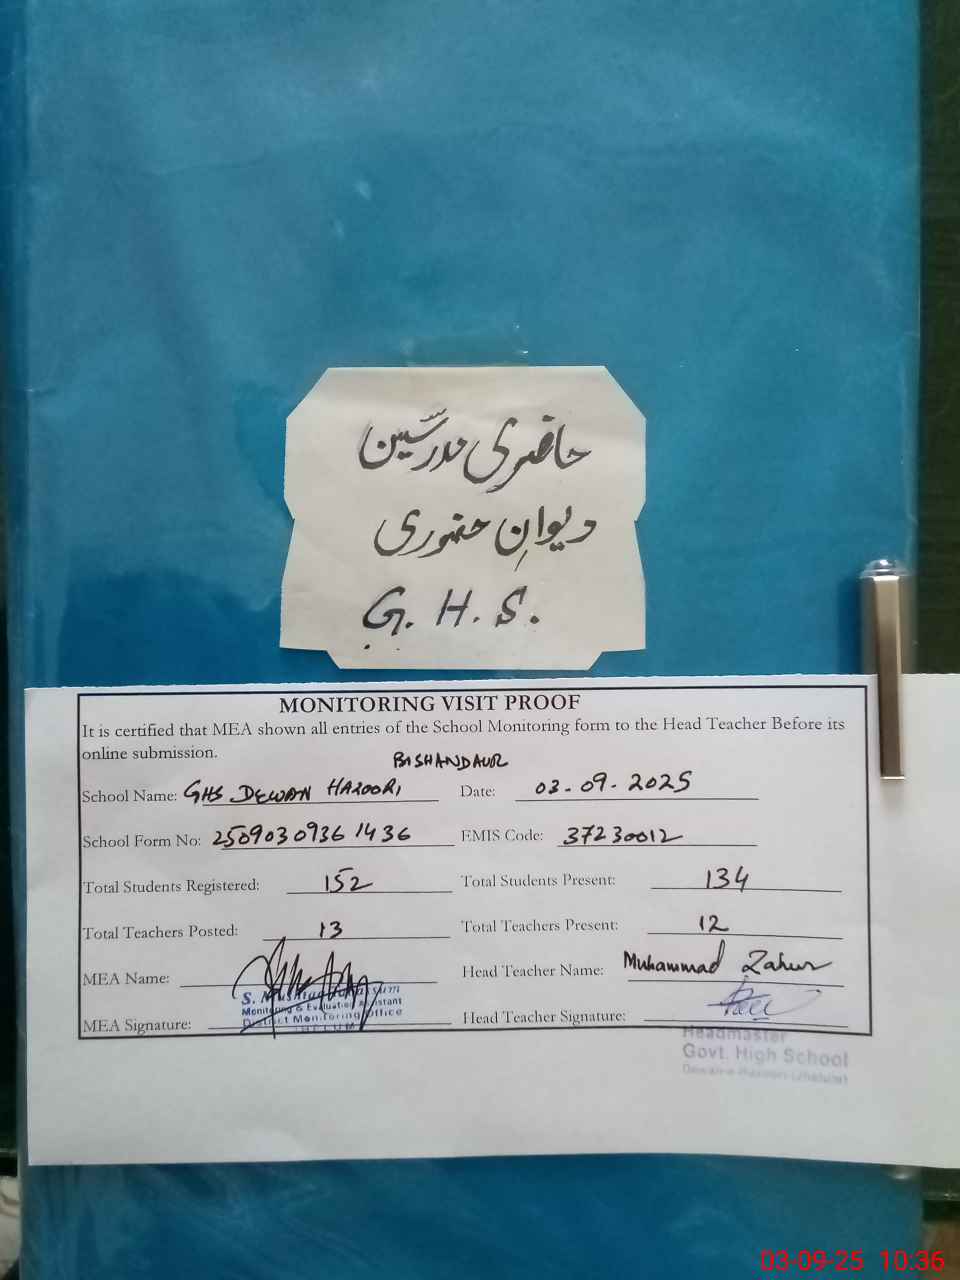 حاضری مدرسین
دیوانِ حضوری
G. H. S.
MONITORING VISIT PROOF
It is certified that MEA shown all entries of the School Monitoring form to the Head Teacher Before its
online submission.
BISHANDAUR
School Name: GHS DEWAN HAZOORI Date: 03-09-2025
School Form No: 25090309361436 EMIS Code: 37230012
Total Students Registered: 152 Total Students Present: 134
Total Teachers Posted: 13 Total Teachers Present: 12
MEA Name: Head Teacher Name: Muhammad Zahur
S.
Monitoring & Evaluation Assistant
District Monitoring Office
MEA Signature: Head Teacher Signature:
Headmaster
Govt. High School
03-09-25 10:36